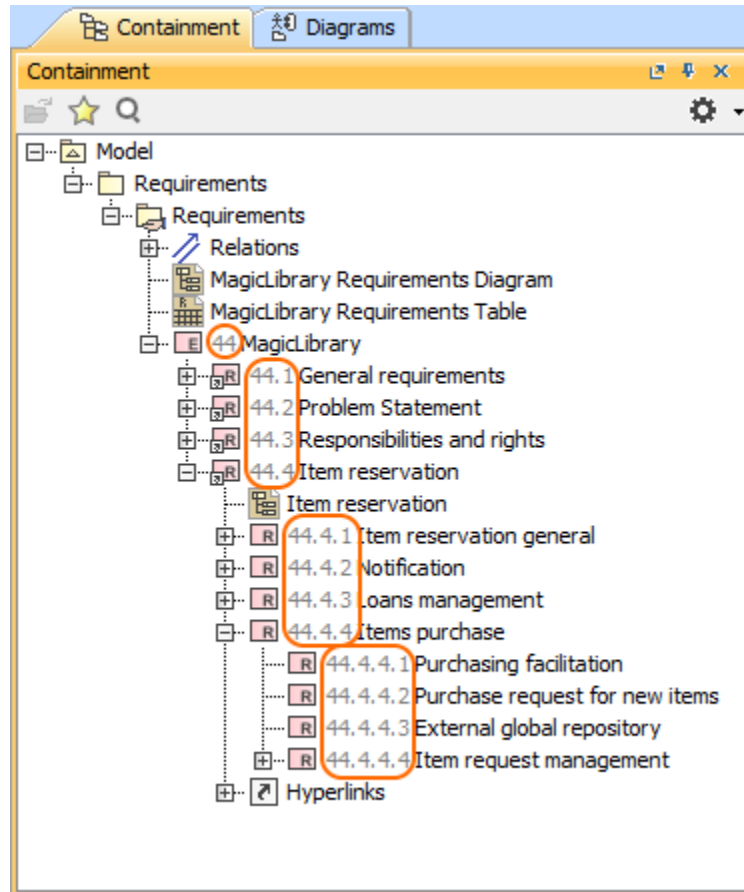 Containment Diagrams
Containment
Model
Requirements
Requirements
Relations
MagicLibrary Requirements Diagram
R MagicLibrary Requirements Table
E 44 MagicLibrary
R 44.1 General requirements
R 44.2 Problem Statement
R 44.3 Responsibilities and rights
R 44.4 Item reservation
Item reservation
R 44.4.1 Item reservation general
R 44.4.2 Notification
R 44.4.3 Loans management
R 44.4.4 Items purchase
R 44.4.4.1 Purchasing facilitation
R 44.4.4.2 Purchase request for new items
R 44.4.4.3 External global repository
R 44.4.4.4 Item request management
Hyperlinks